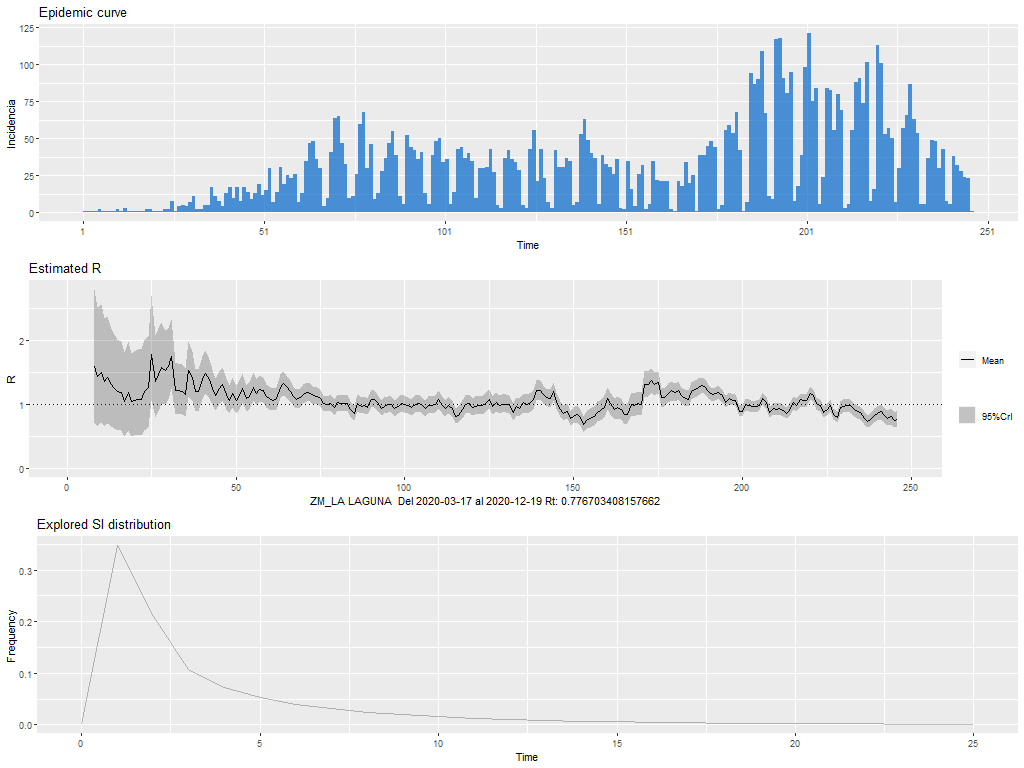 Epidemic curve
125
100
75
50
25
0
Incidencia
1
51
101
151
201
251
Time
Estimated R
2
1
0
R
Mean
95%CrI
0
50
100
150
200
250
ZM_LA LAGUNA Del 2020-03-17 al 2020-12-19 Rt: 0.776703408157662
Explored SI distribution
0.3
0.2
0.1
0.0
Frequency
0
5
10
15
20
25
Time